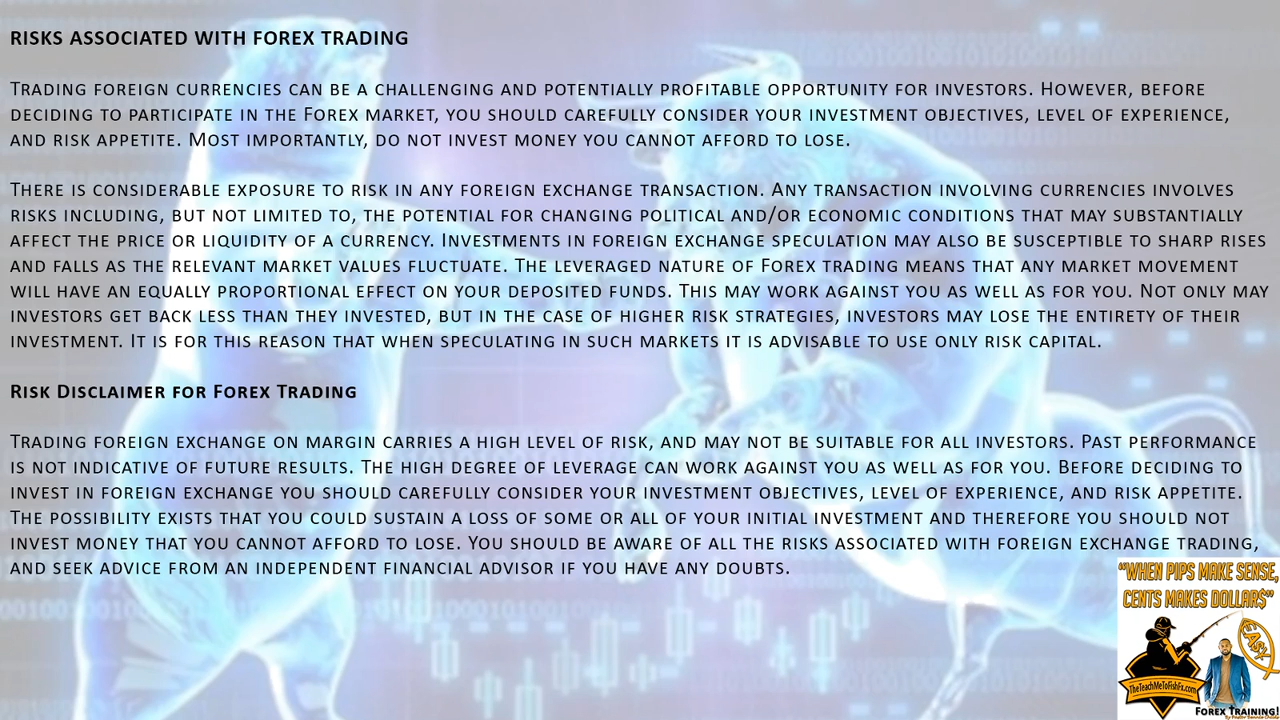 RISKS ASSOCIATED WITH FOREX TRADING
TRADING FOREIGN CURRENCIES CAN BE A CHALLENGING AND POTENTIALLY PROFITABLE OPPORTUNITY FOR INVESTORS. HOWEVER, BEFORE
DECIDING TO PARTICIPATE IN THE FOREX MARKET, YOU SHOULD CAREFULLY CONSIDER YOUR INVESTMENT OBJECTIVES, LEVEL OF EXPERIENCE,
AND RISK APPETITE. MOST IMPORTANTLY, DO NOT INVEST MONEY YOU CANNOT AFFORD TO LOSE.
THERE IS CONSIDERABLE EXPOSURE TO RISK IN ANY FOREIGN EXCHANGE TRANSACTION. ANY TRANSACTION INVOLVING CURRENCIES INVOLVES
RISKS INCLUDING, BUT NOT LIMITED TO, THE POTENTIAL FOR CHANGING POLITICAL AND/OR ECONOMIC CONDITIONS THAT MAY SUBSTANTIALLY
AFFECT THE PRICE OR LIQUIDITY OF A CURRENCY. INVESTMENTS IN FOREIGN EXCHANGE SPECULATION MAY ALSO BE SUSCEPTIBLE TO SHARP RISES
AND FALLS AS THE RELEVANT MARKET VALUES FLUCTUATE. THE LEVERAGED NATURE OF FOREX TRADING MEANS THAT ANY MARKET MOVEMENT
WILL HAVE AN EQUALLY PROPORTIONAL EFFECT ON YOUR DEPOSITED FUNDS. THIS MAY WORK AGAINST YOU AS WELL AS FOR YOU. NOT ONLY MAY
INVESTORS GET BACK LESS THAN THEY INVESTED, BUT IN THE CASE OF HIGHER RISK STRATEGIES, INVESTORS MAY LOSE THE ENTIRETY OF THEIR
INVESTMENT. IT IS FOR THIS REASON THAT WHEN SPECULATING IN SUCH MARKETS IT IS ADVISABLE TO USE ONLY RISK CAPITAL.
RISK DISCLAIMER FOR FOREX TRADING
TRADING FOREIGN EXCHANGE ON MARGIN CARRIES A HIGH LEVEL OF RISK, AND MAY NOT BE SUITABLE FOR ALL INVESTORS. PAST PERFORMANCE
IS NOT INDICATIVE OF FUTURE RESULTS. THE HIGH DEGREE OF LEVERAGE CAN WORK AGAINST YOU AS WELL AS FOR YOU. BEFORE DECIDING TO
INVEST IN FOREIGN EXCHANGE YOU SHOULD CAREFULLY CONSIDER YOUR INVESTMENT OBJECTIVES, LEVEL OF EXPERIENCE, AND RISK APPETITE.
THE POSSIBILITY EXISTS THAT YOU COULD SUSTAIN A LOSS OF SOME OR ALL OF YOUR INITIAL INVESTMENT AND THEREFORE YOU SHOULD NOT
INVEST MONEY THAT YOU CANNOT AFFORD TO LOSE. YOU SHOULD BE AWARE OF ALL THE RISKS ASSOCIATED WITH FOREIGN EXCHANGE TRADING,
AND SEEK ADVICE FROM AN INDEPENDENT FINANCIAL ADVISOR IF YOU HAVE ANY DOUBTS.
"WHEN PIPS MAKE SENSE,
CENTS MAKES DOLLAR$"
EASY
TheTeachMeToFishFx.com
FOREX TRAINING!